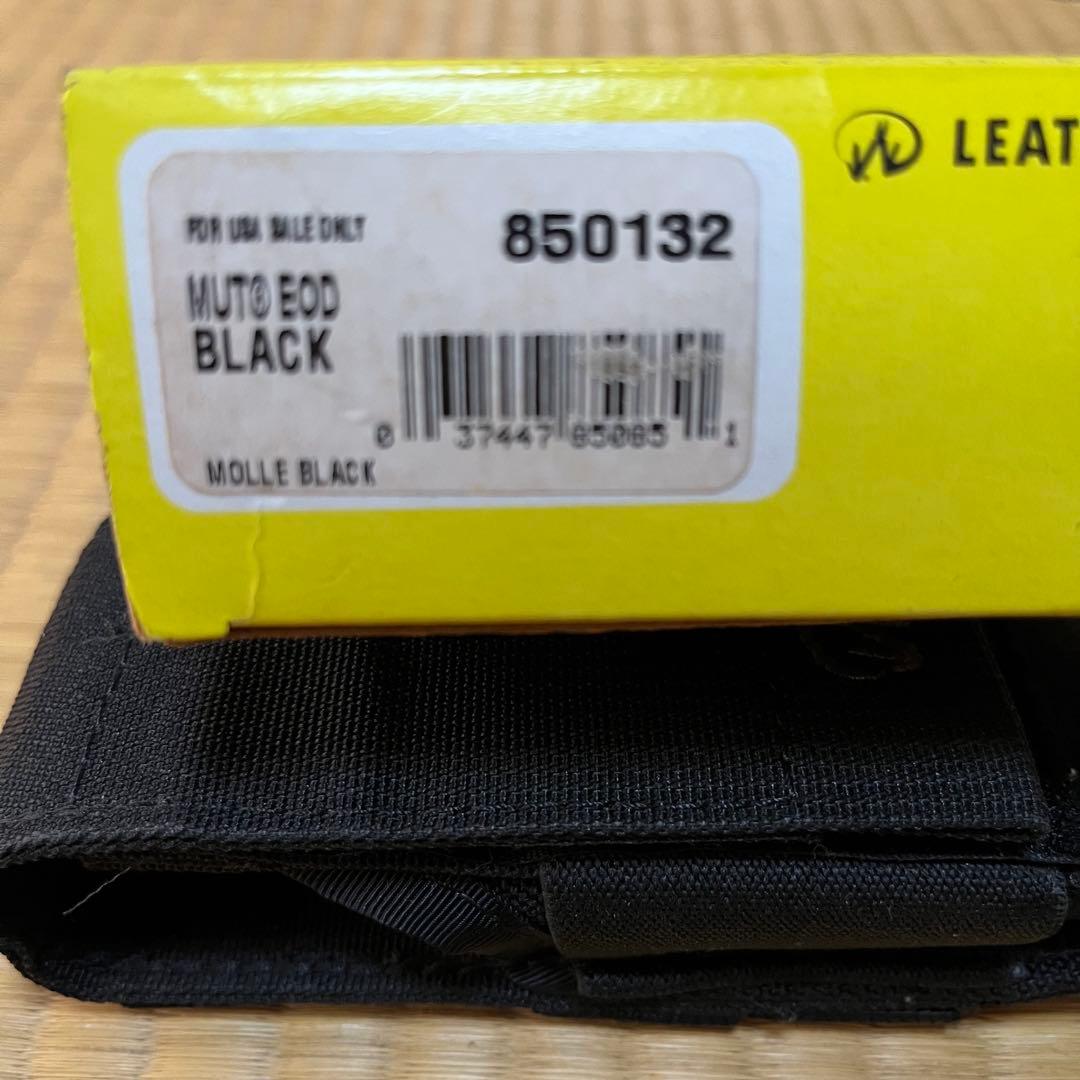 LEAT
FOR USA SALE ONLY
850132
MUT® EOD
BLACK
0 37447 85085 1
MOLLE BLACK